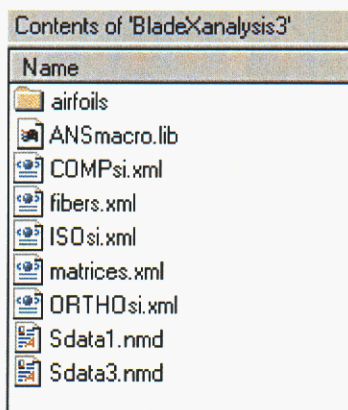 Contents of 'BladeXanalysis3'
Name
airfoils
ANSmacro.lib
COMPsi.xml
fibers.xml
ISOsi.xml
matrices.xml
ORTHOsi.xml
Sdata1.nmd
Sdata3.nmd